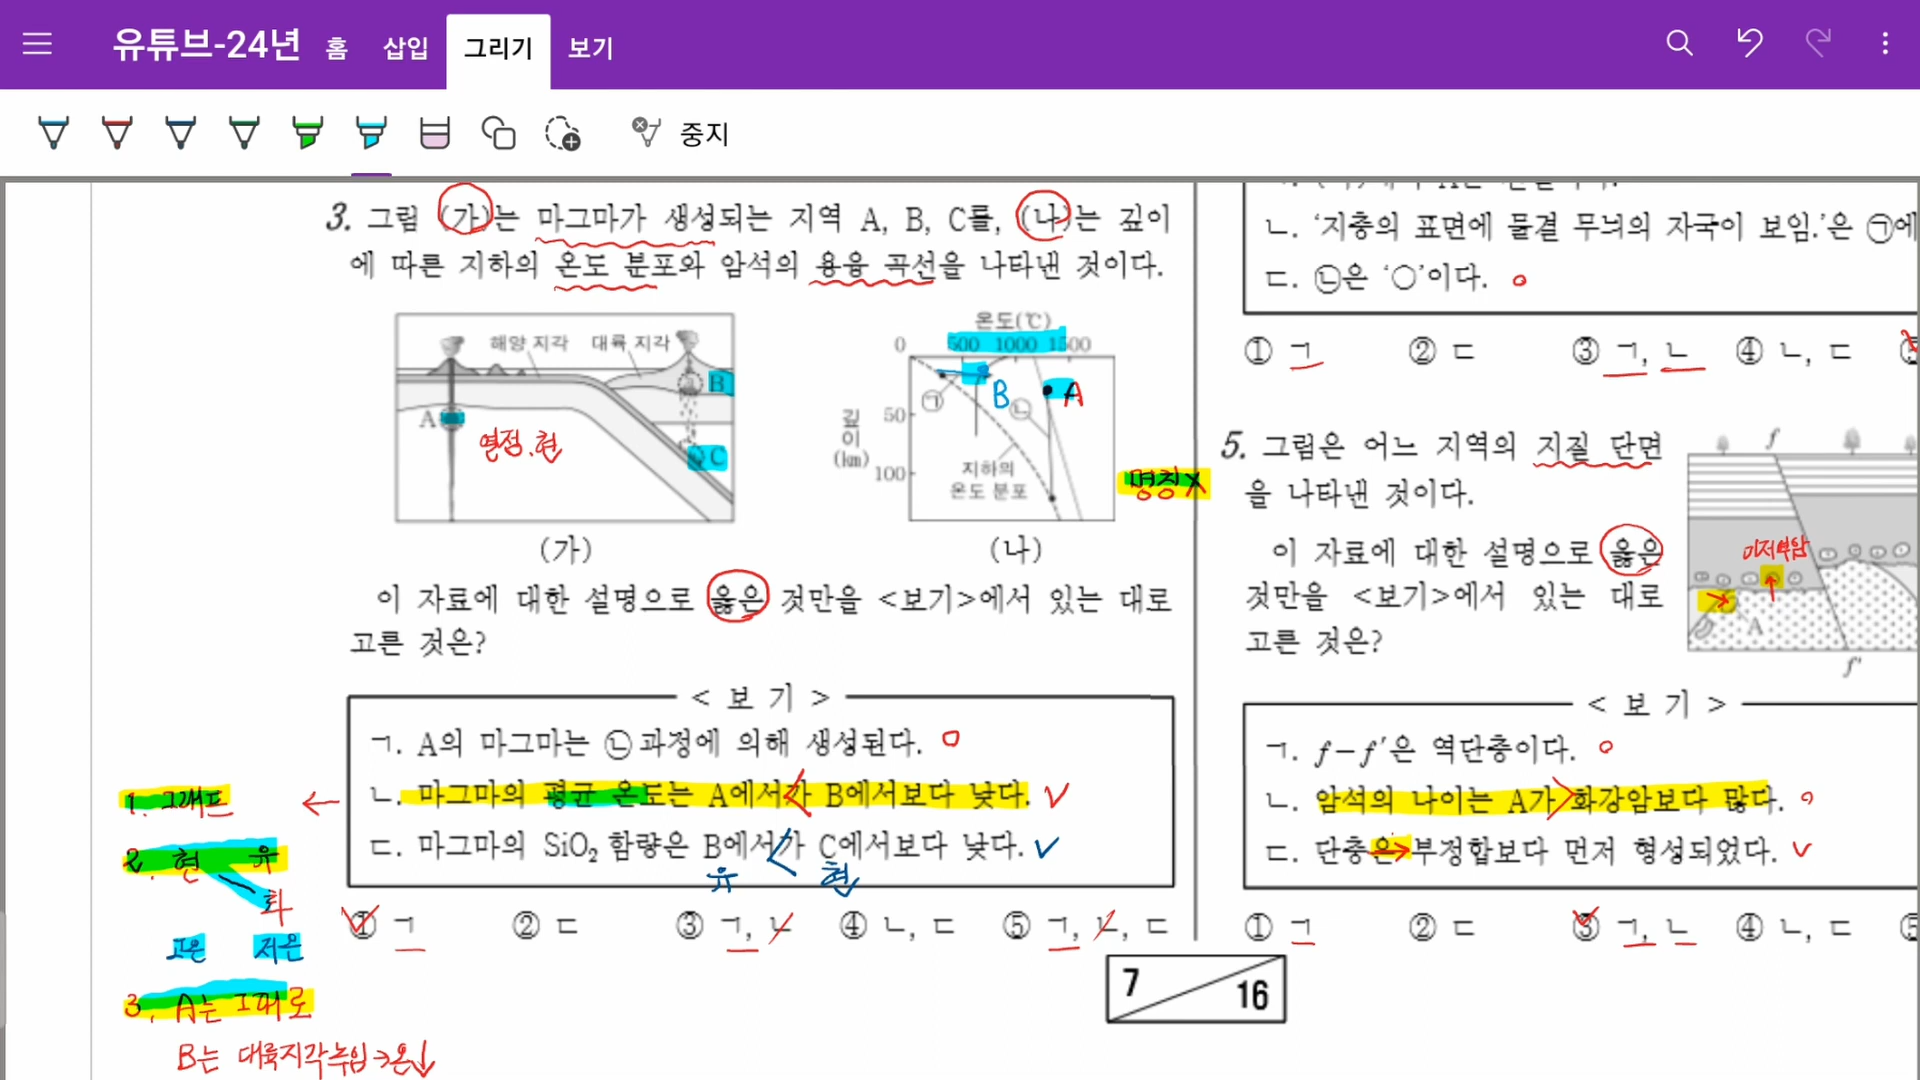 유튜브-24년 홈 삽입 그리기 보기
중지
3. 그림 (가)는 마그마가 생성되는 지역 A, B, C를, (나)는 깊이
에 따른 지하의 온도 분포와 암석의 용융 곡선을 나타낸 것이다.
해양 지각 대륙 지각
A
B
C
열점.현
온도(℃)
0 500 1000 1500
50
100
깊이
(km)
㉠
㉡
B
A
지하의
온도 분포
명칭X
(가) (나)
이 자료에 대한 설명으로 옳은 것만을 <보기>에서 있는 대로
고른 것은?
< 보 기 >
ㄱ. A의 마그마는 ㉡과정에 의해 생성된다. o
ㄴ. 마그마의 평균 온도는 A에서가 B에서보다 낮다. ✓
ㄷ. 마그마의 SiO₂ 함량은 B에서가 C에서보다 낮다. ✓
유 < 현
① ㄱ ② ㄷ ③ ㄱ, ㄴ ④ ㄴ, ㄷ ⑤ ㄱ, ㄴ, ㄷ
1. 그래프
2. 현 유
화
고온 저온
3. A는 그대로
B는 대륙지각녹임→온↓
ㄴ. ‘지층의 표면에 물결 무늬의 자국이 보임.’은 ㉠에
ㄷ. ㉡은 ‘○’이다. o
① ㄱ ② ㄷ ③ ㄱ, ㄴ ④ ㄴ, ㄷ
5. 그림은 어느 지역의 지질 단면
을 나타낸 것이다.
이 자료에 대한 설명으로 옳은
것만을 <보기>에서 있는 대로
고른 것은?
f
기저역암
A
f′
< 보 기 >
ㄱ. f－f′은 역단층이다. o
ㄴ. 암석의 나이는 A가 > 화강암보다 많다. o
ㄷ. 단층은→부정합보다 먼저 형성되었다. ✓
① ㄱ ② ㄷ ③ ㄱ, ㄴ ④ ㄴ, ㄷ
7 / 16